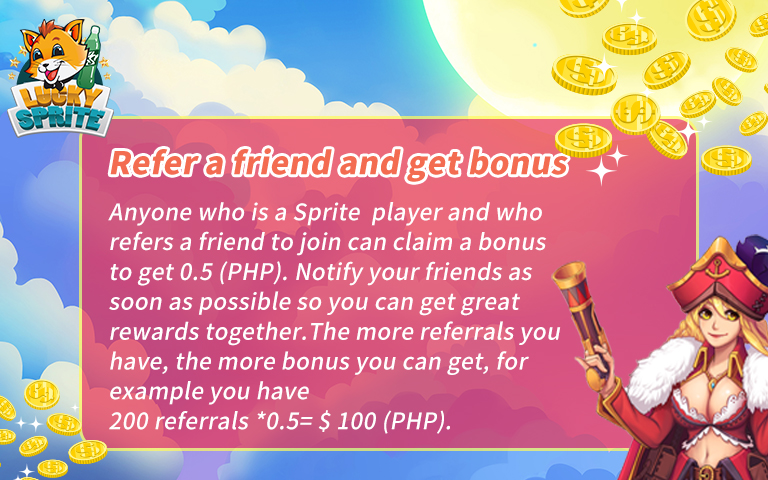 LUCKY
SPRITE
Refer a friend and get bonus
Anyone who is a Sprite player and who
refers a friend to join can claim a bonus
to get 0.5 (PHP). Notify your friends as
soon as possible so you can get great
rewards together.The more referrals you
have, the more bonus you can get, for
example you have
200 referrals *0.5= $ 100 (PHP).